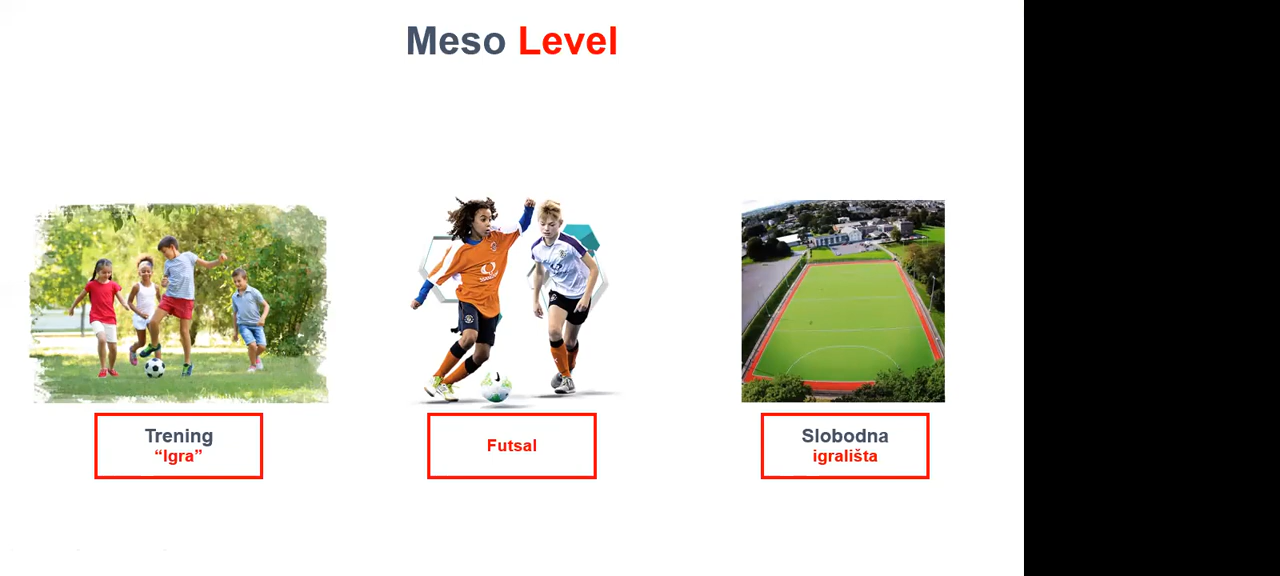 Meso Level
Trening
“Igra”
Futsal
Slobodna
igrališta